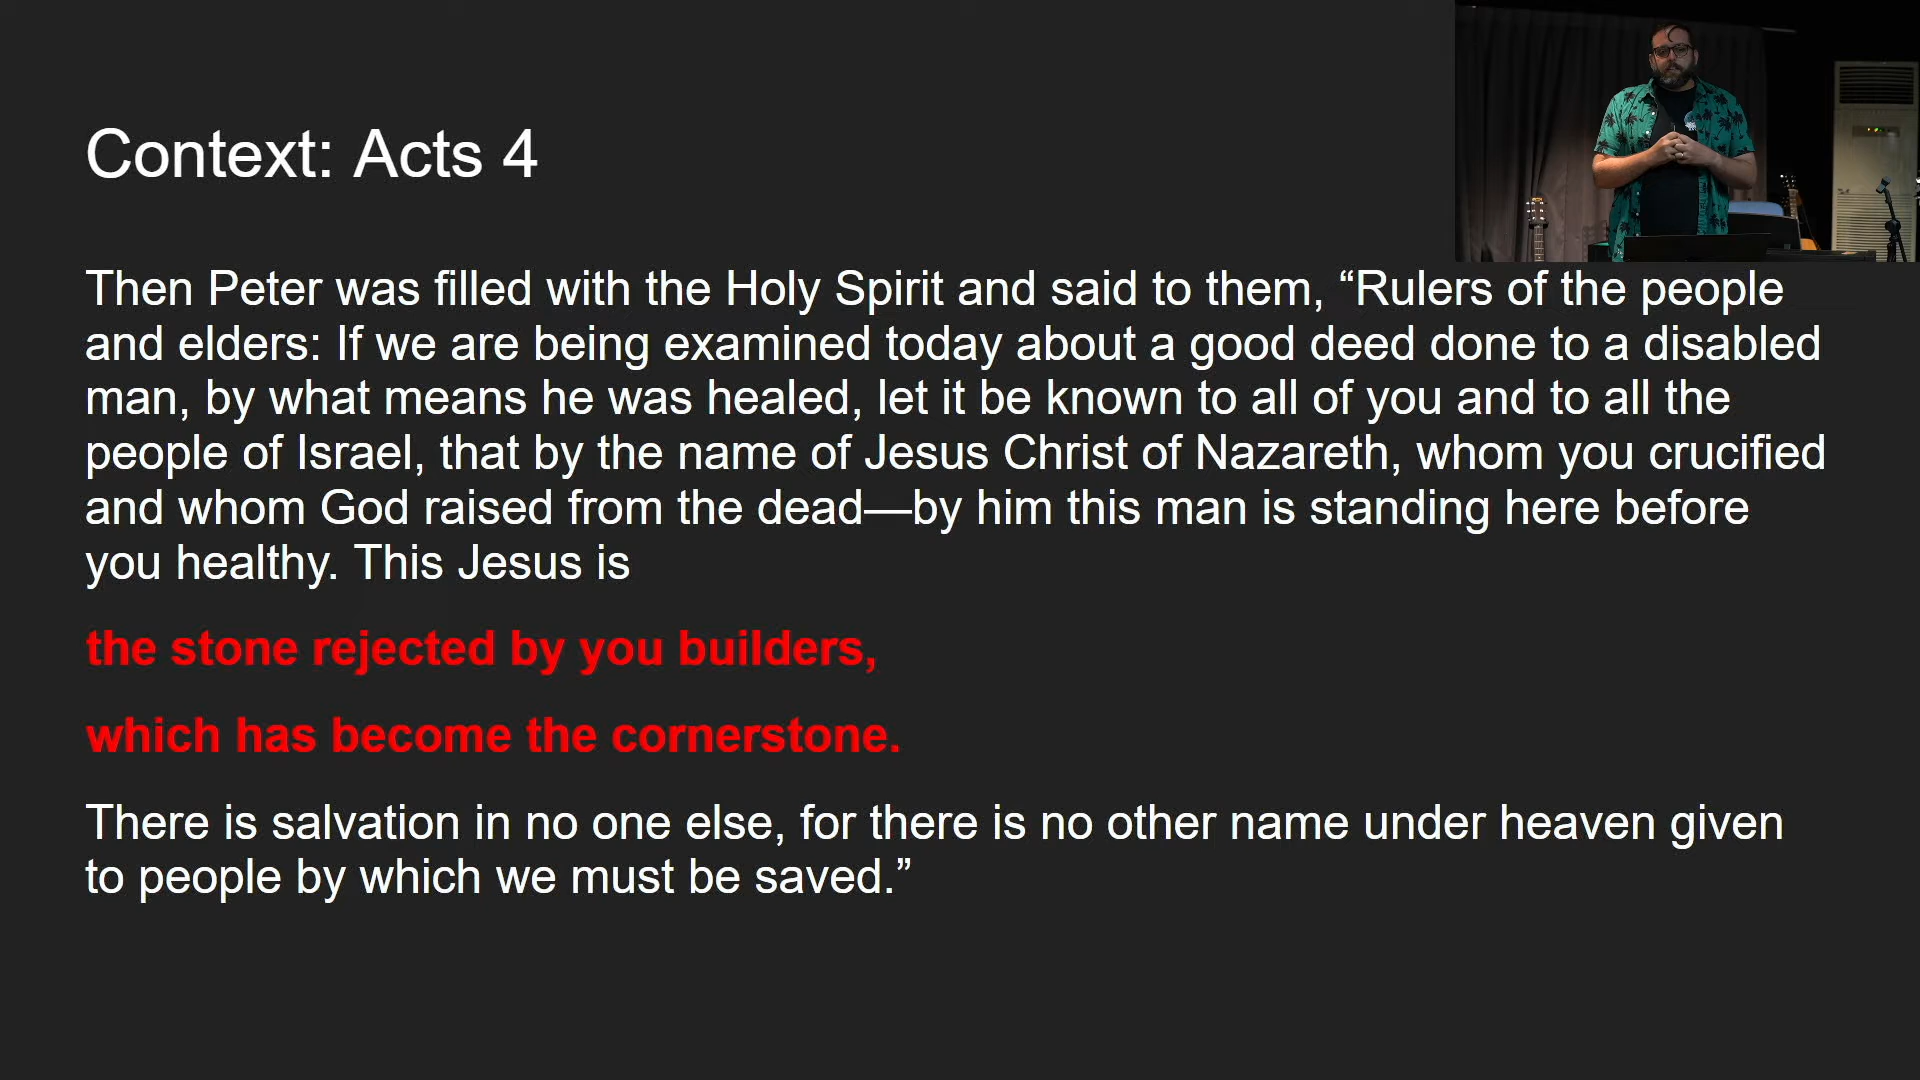 Context: Acts 4
Then Peter was filled with the Holy Spirit and said to them, “Rulers of the people
and elders: If we are being examined today about a good deed done to a disabled
man, by what means he was healed, let it be known to all of you and to all the
people of Israel, that by the name of Jesus Christ of Nazareth, whom you crucified
and whom God raised from the dead—by him this man is standing here before
you healthy. This Jesus is
the stone rejected by you builders,
which has become the cornerstone.
There is salvation in no one else, for there is no other name under heaven given
to people by which we must be saved.”